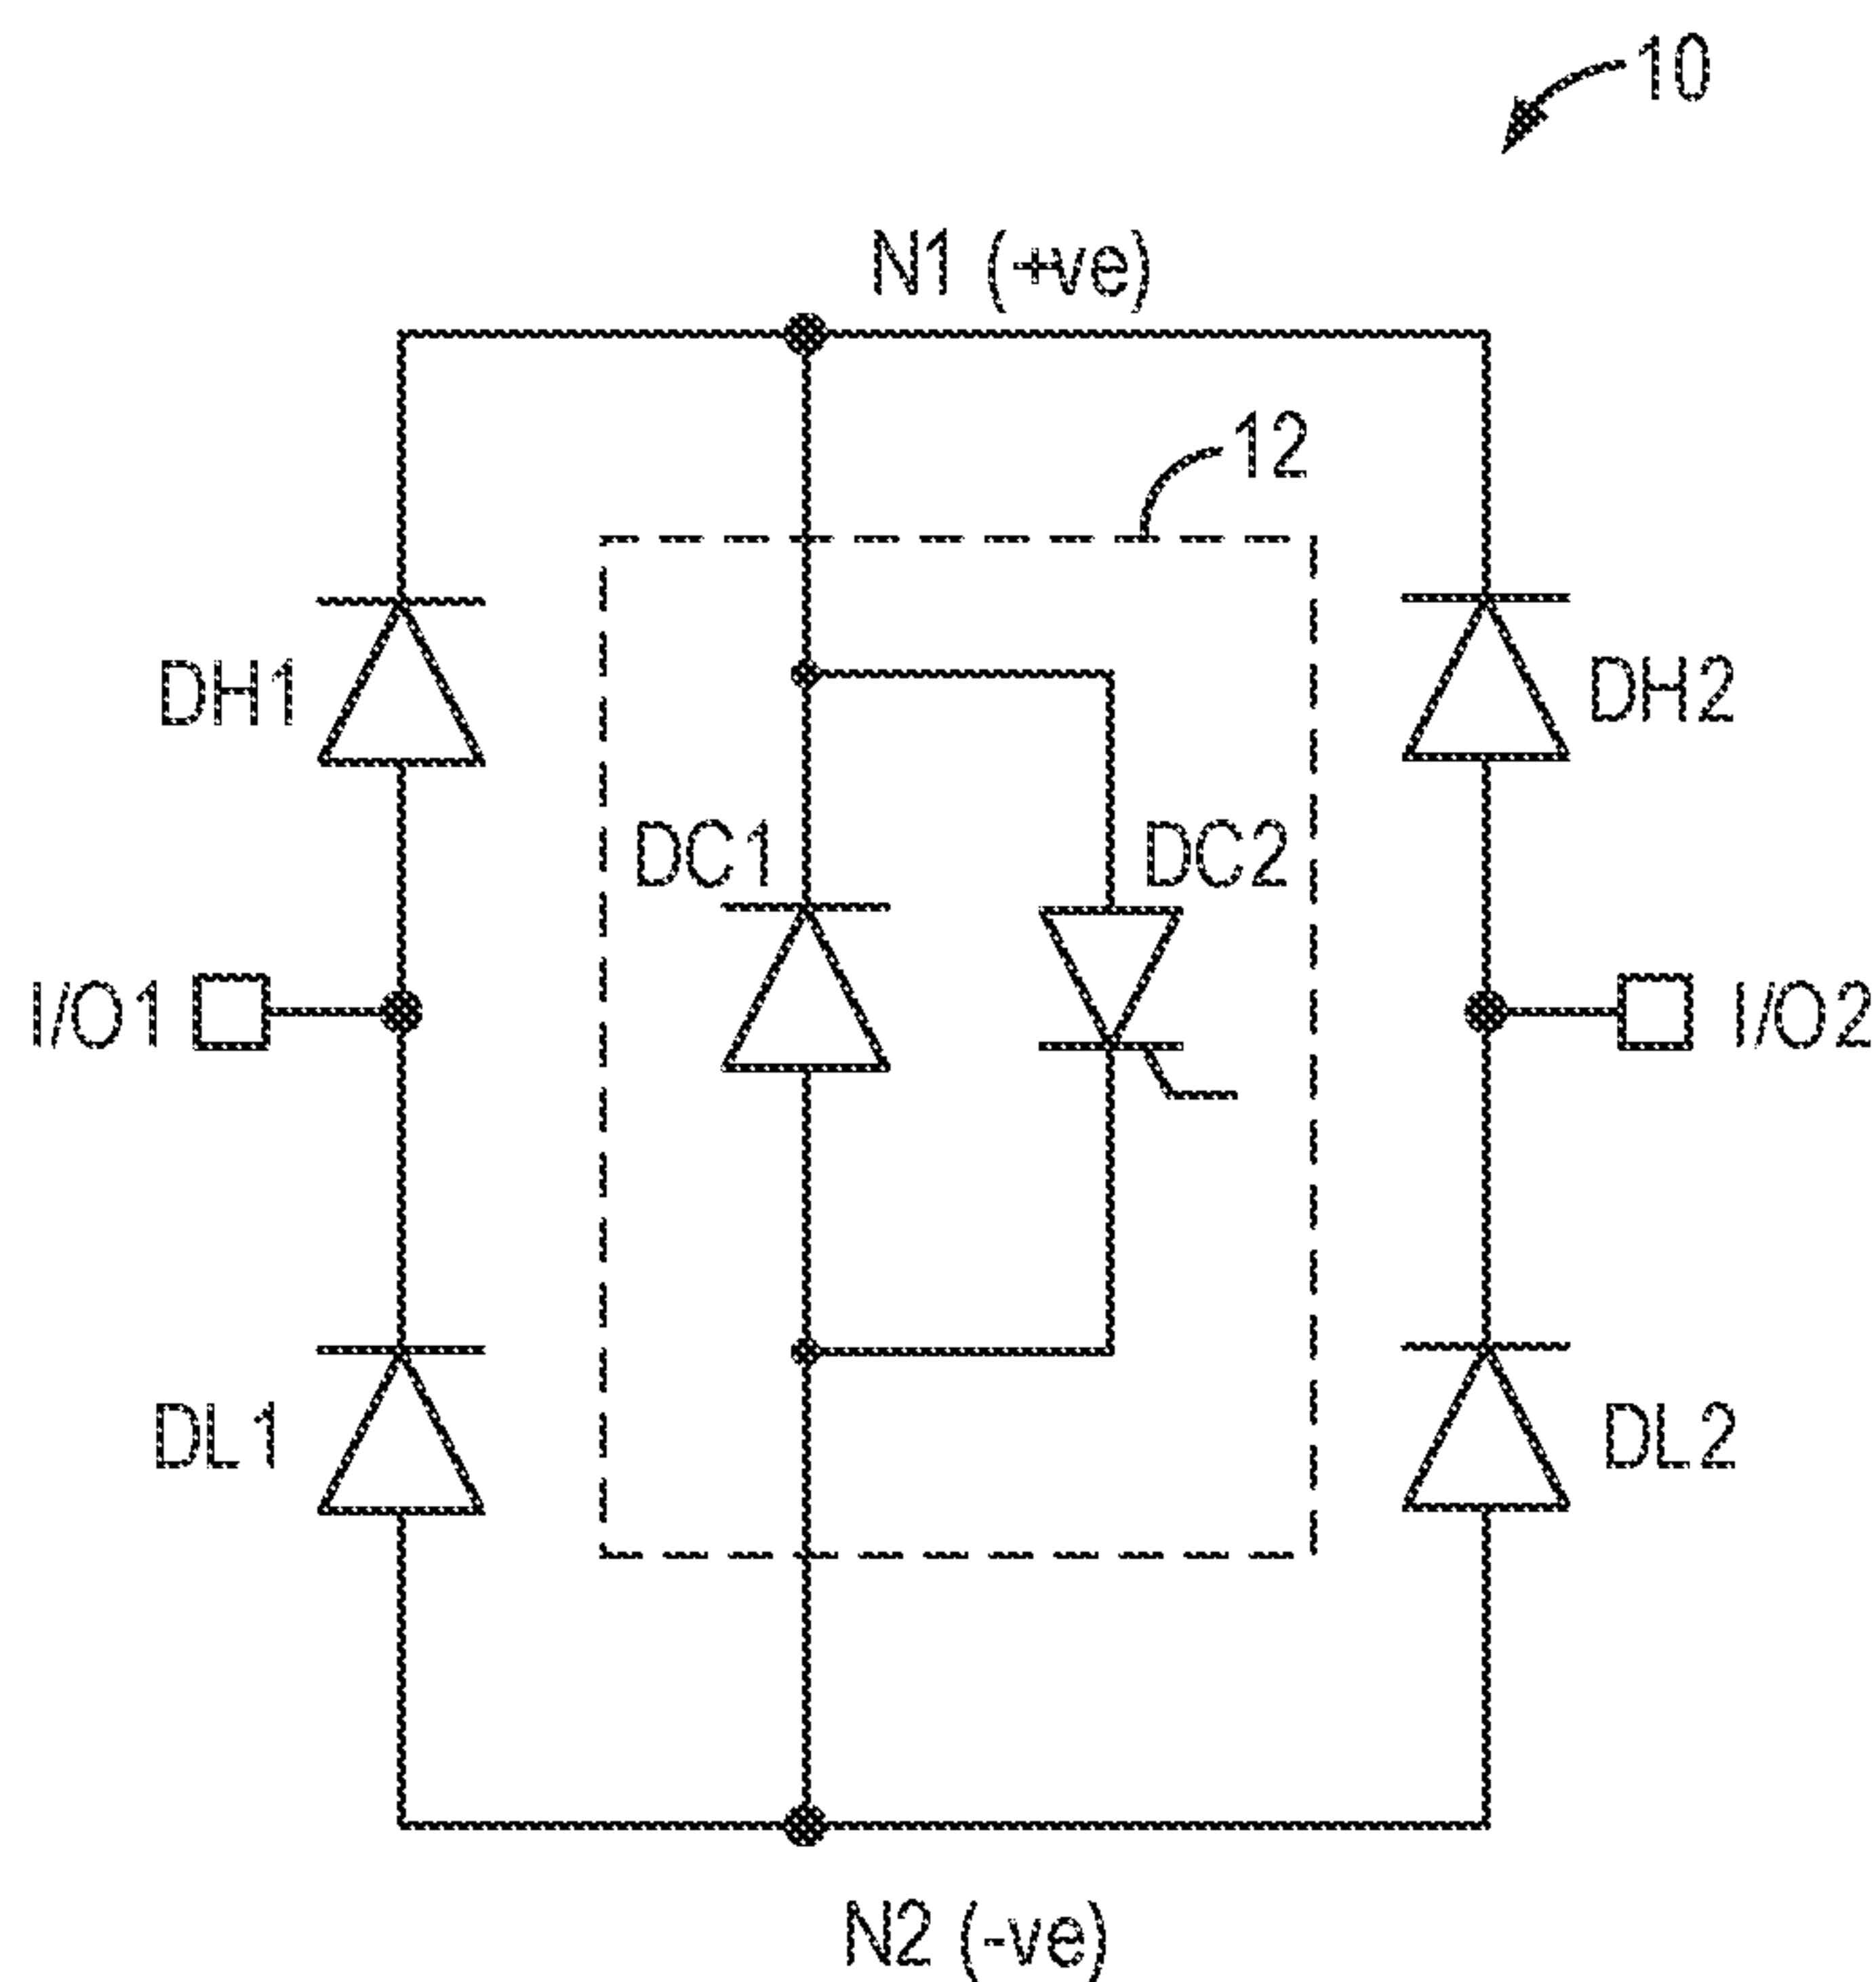 10
N1 (+ve)
12
DH1
DH2
DC1
DC2
I/O1
I/O2
DL1
DL2
N2 (-ve)